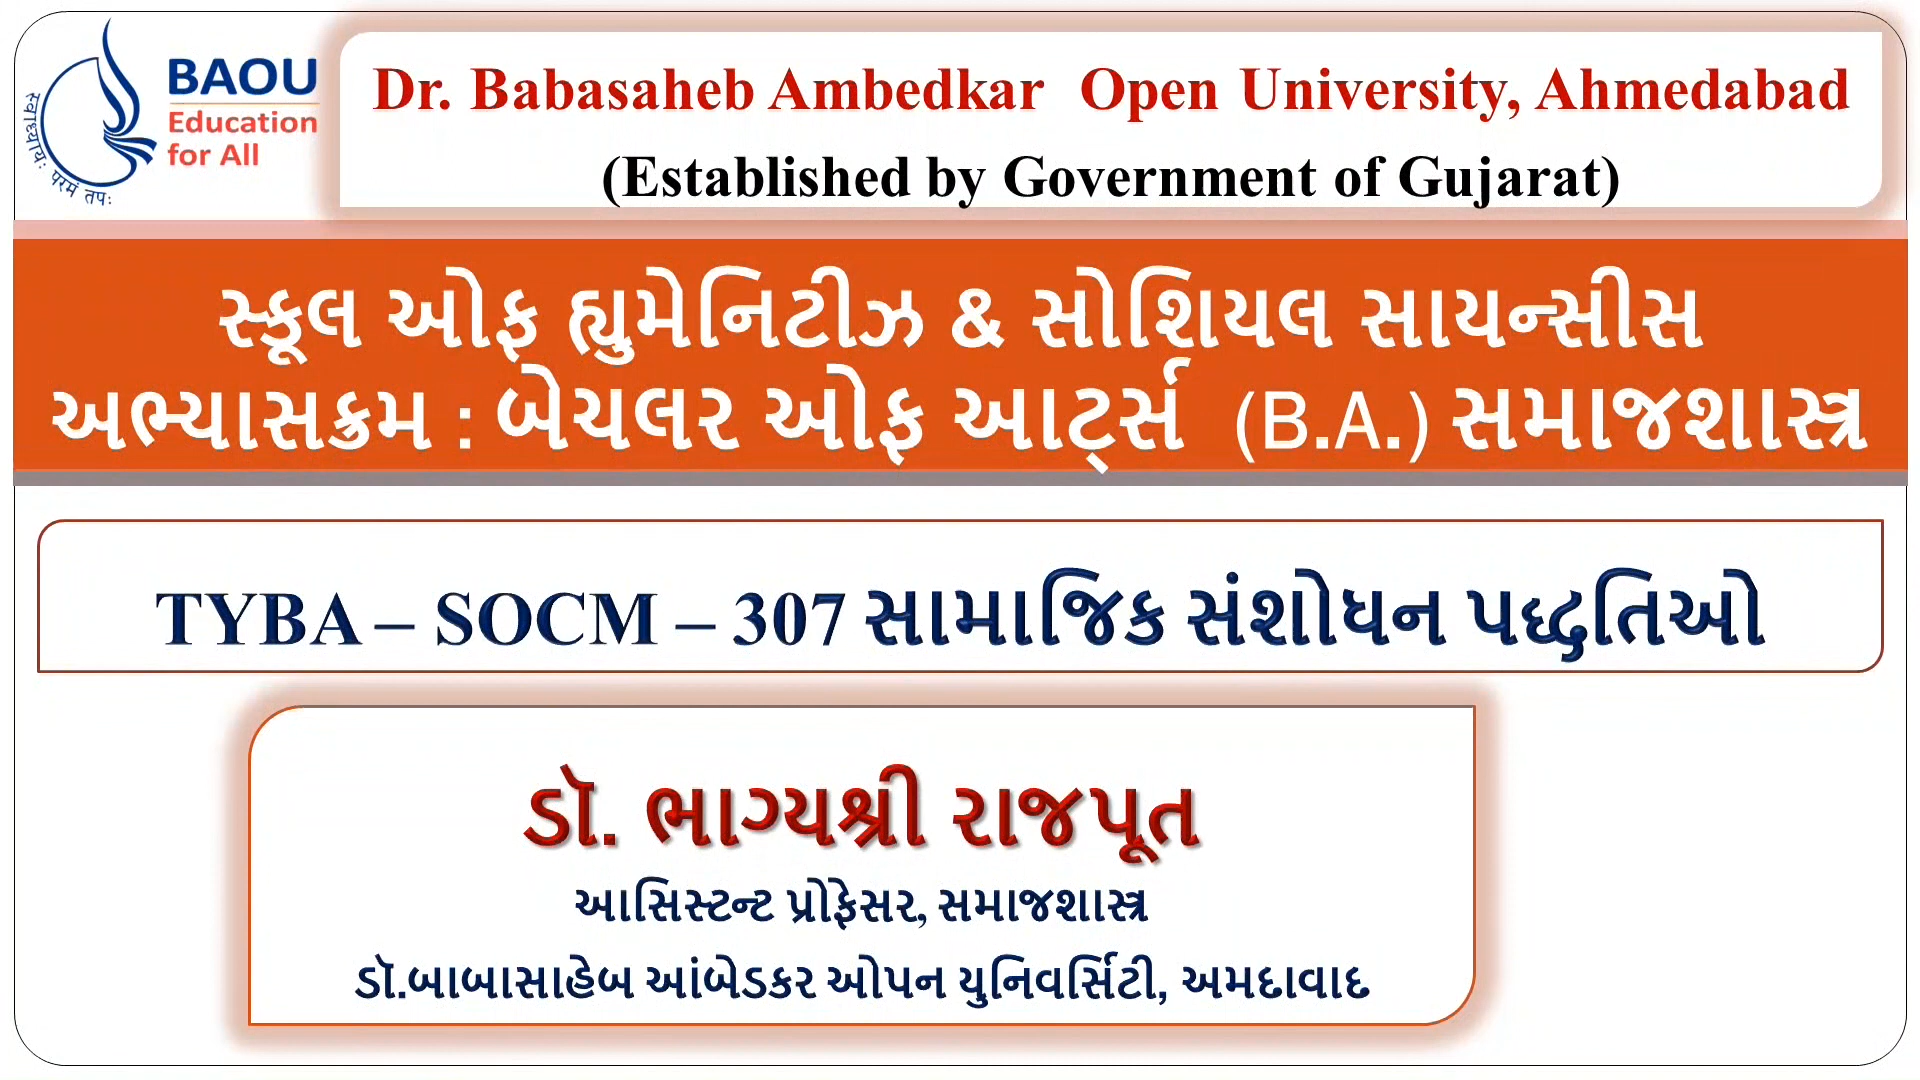 स्वाध्यायः परमं तपः
BAOU
Education
for All
Dr. Babasaheb Ambedkar Open University, Ahmedabad
(Established by Government of Gujarat)
સ્કૂલ ઓફ હ્યુમેનિટીઝ & સોશિયલ સાયન્સીસ
અભ્યાસક્રમ : બેચલર ઓફ આર્ટ્સ (B.A.) સમાજશાસ્ત્ર
TYBA – SOCM – 307 સામાજિક સંશોધન પદ્ધતિઓ
ડૉ. ભાગ્યશ્રી રાજપૂત
આસિસ્ટન્ટ પ્રોફેસર, સમાજશાસ્ત્ર
ડૉ.બાબાસાહેબ આંબેડકર ઓપન યુનિવર્સિટી, અમદાવાદ